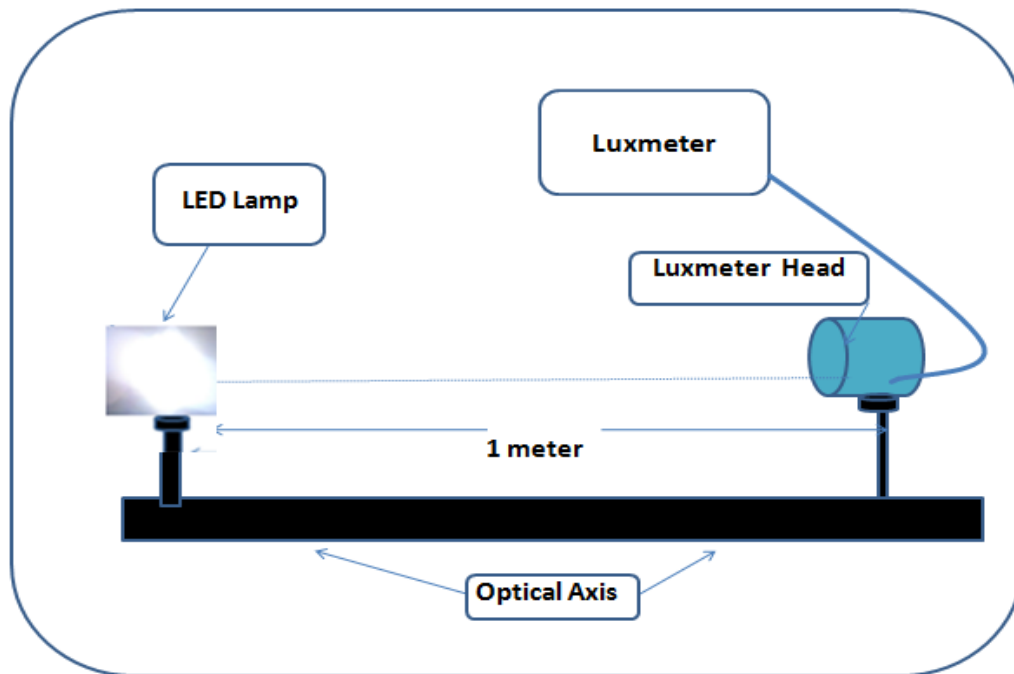 Luxmeter
LED Lamp
Luxmeter Head
1 meter
Optical Axis